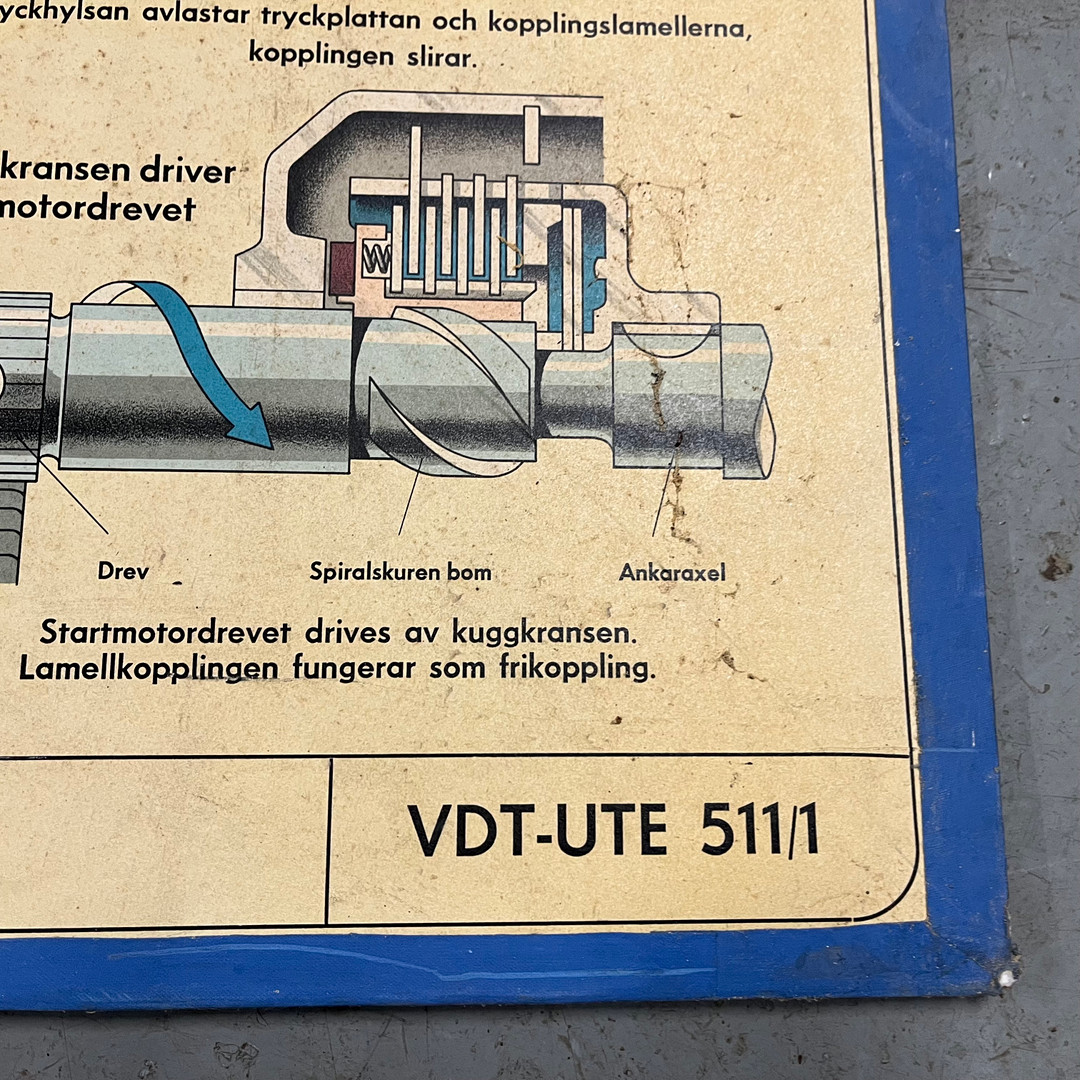 yckhylsan avlastar tryckplattan och kopplingslamellerna,
kopplingen slirar.
kransen driver
motordrevet
Drev
Spiralskuren bom
Ankaraxel
Startmotordrevet drives av kuggkransen.
Lamellkopplingen fungerar som frikoppling.
VDT-UTE 511/1